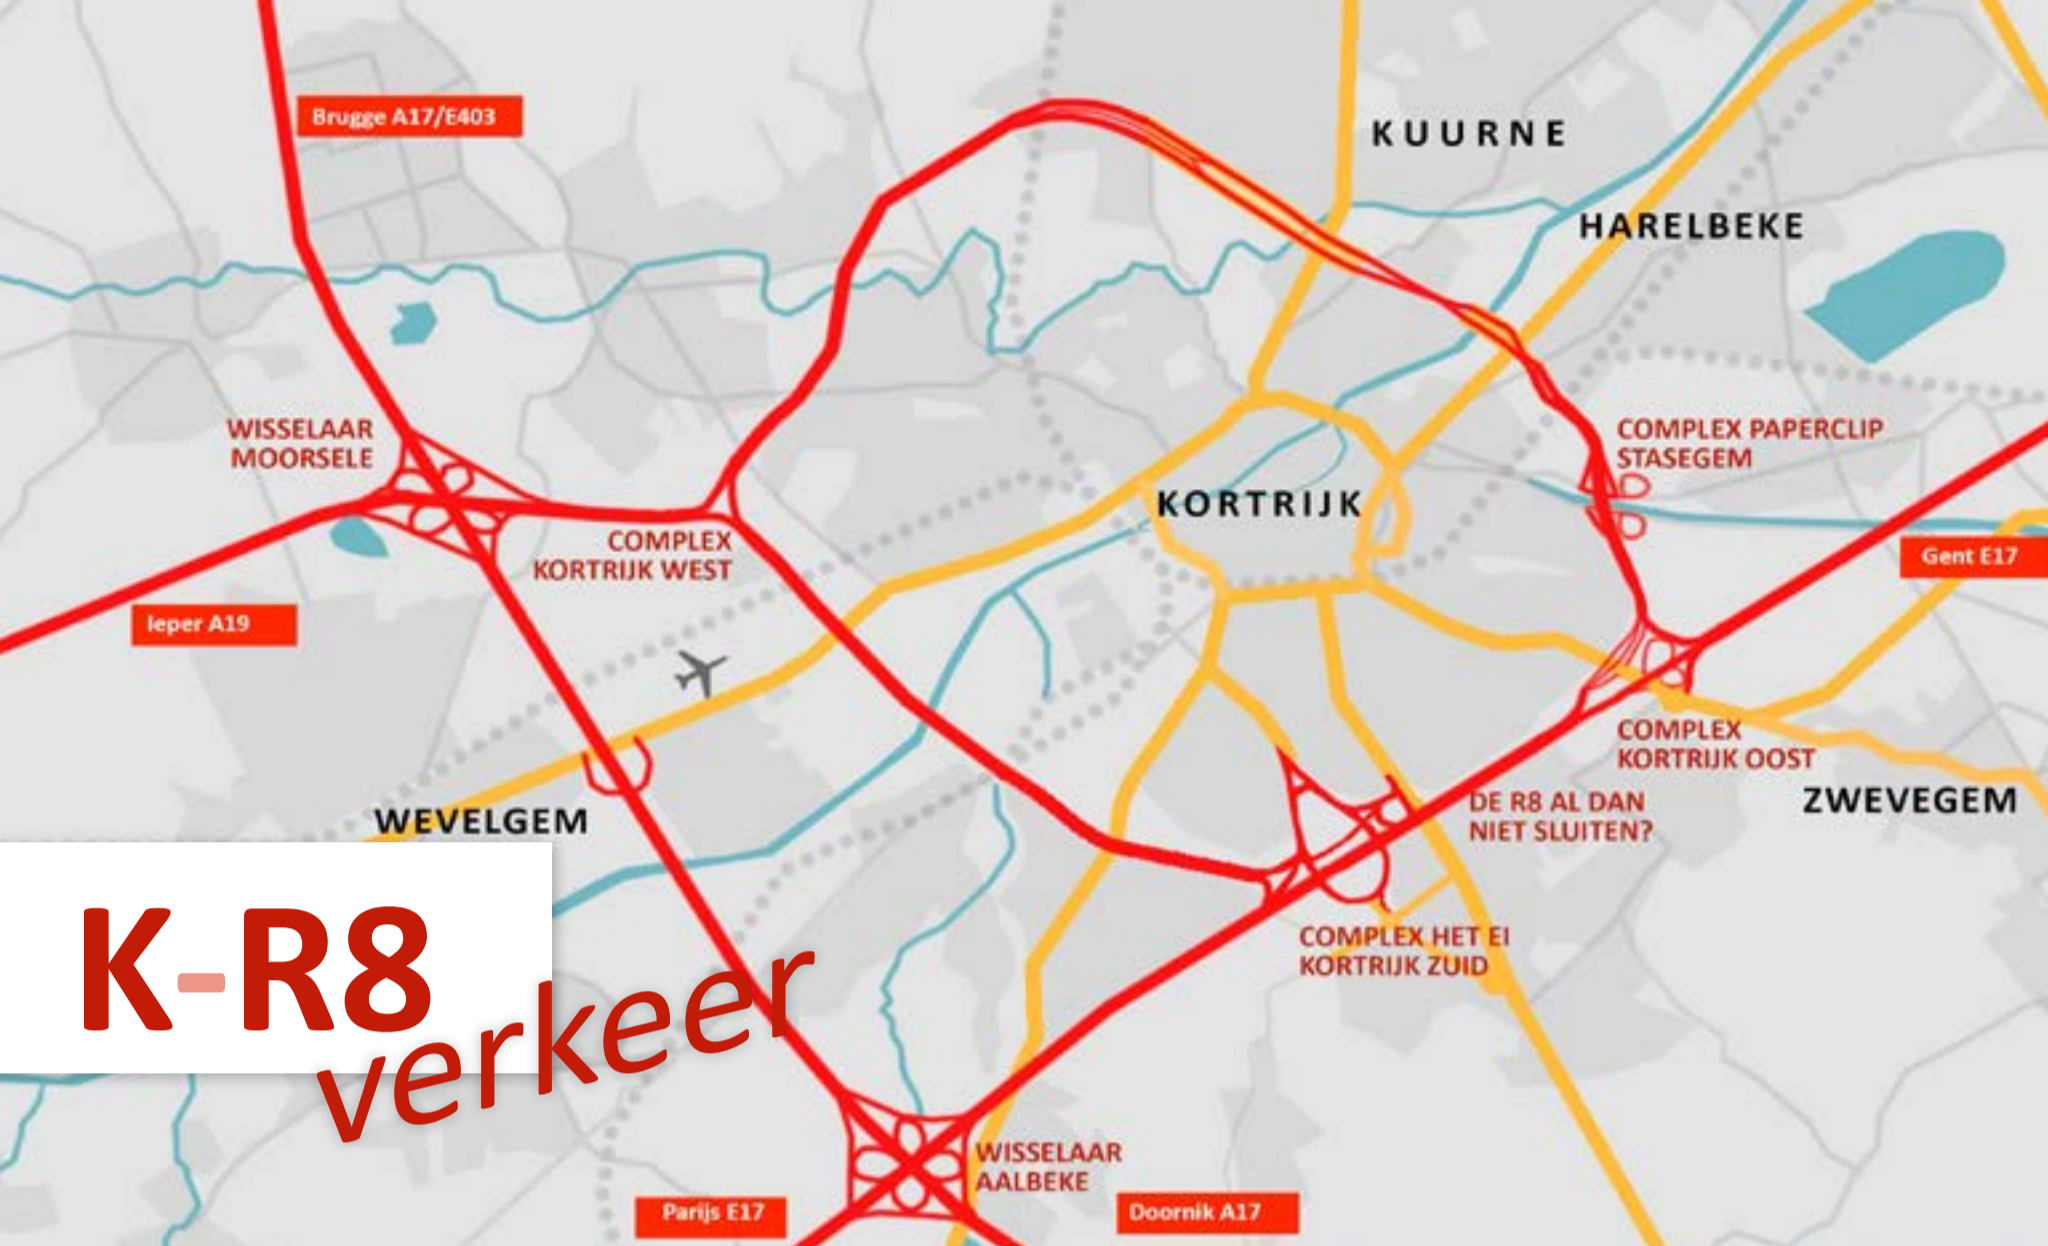 Brugge A17/E403
KUURNE
HARELBEKE
WISSELAAR
MOORSELE
COMPLEX PAPERCLIP
STASEGEM
KORTRIJK
COMPLEX
KORTRIJK WEST
Gent E17
Ieper A19
COMPLEX
KORTRIJK OOST
ZWEVEGEM
DE R8 AL DAN
NIET SLUITEN?
WEVELGEM
COMPLEX HET EI
KORTRIJK ZUID
K-R8
verkeer
WISSELAAR
AALBEKE
Parijs E17
Doornik A17